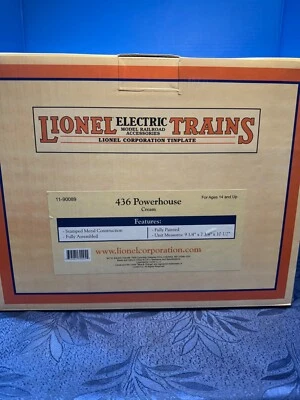 LIONEL ELECTRIC TRAINS
MODEL RAILROAD
ACCESSORIES
LIONEL CORPORATION TINPLATE
11-90089
436 Powerhouse
For Ages 14 and Up
Cream
Features:
- Stamped Metal Construction
- Fully Painted
- Fully Assembled
www.lionelcorporation.com